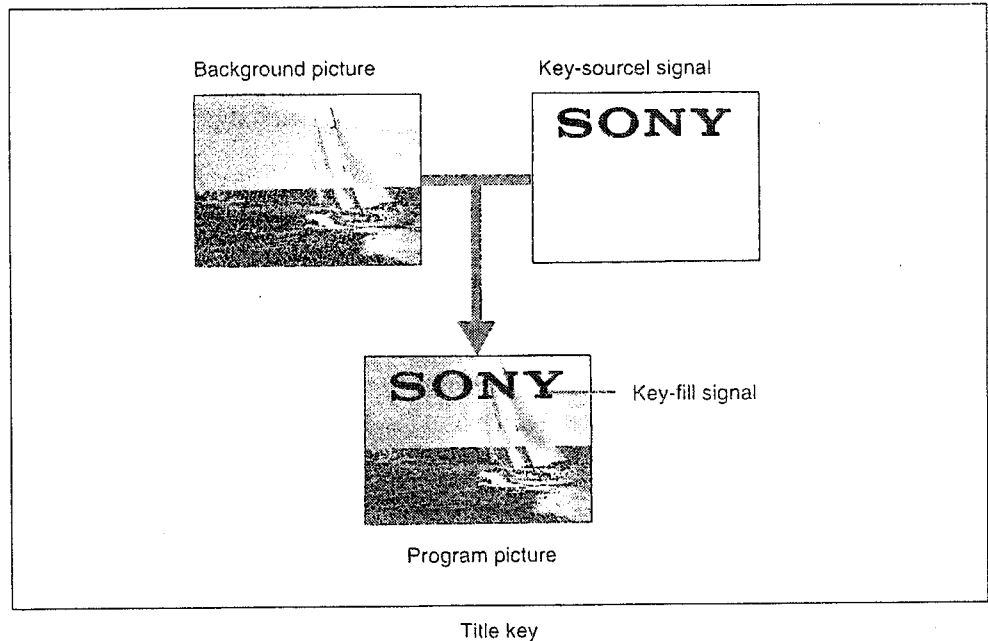 Background picture
Key-sourcel signal
SONY
SONY
Key-fill signal
Program picture
Title key